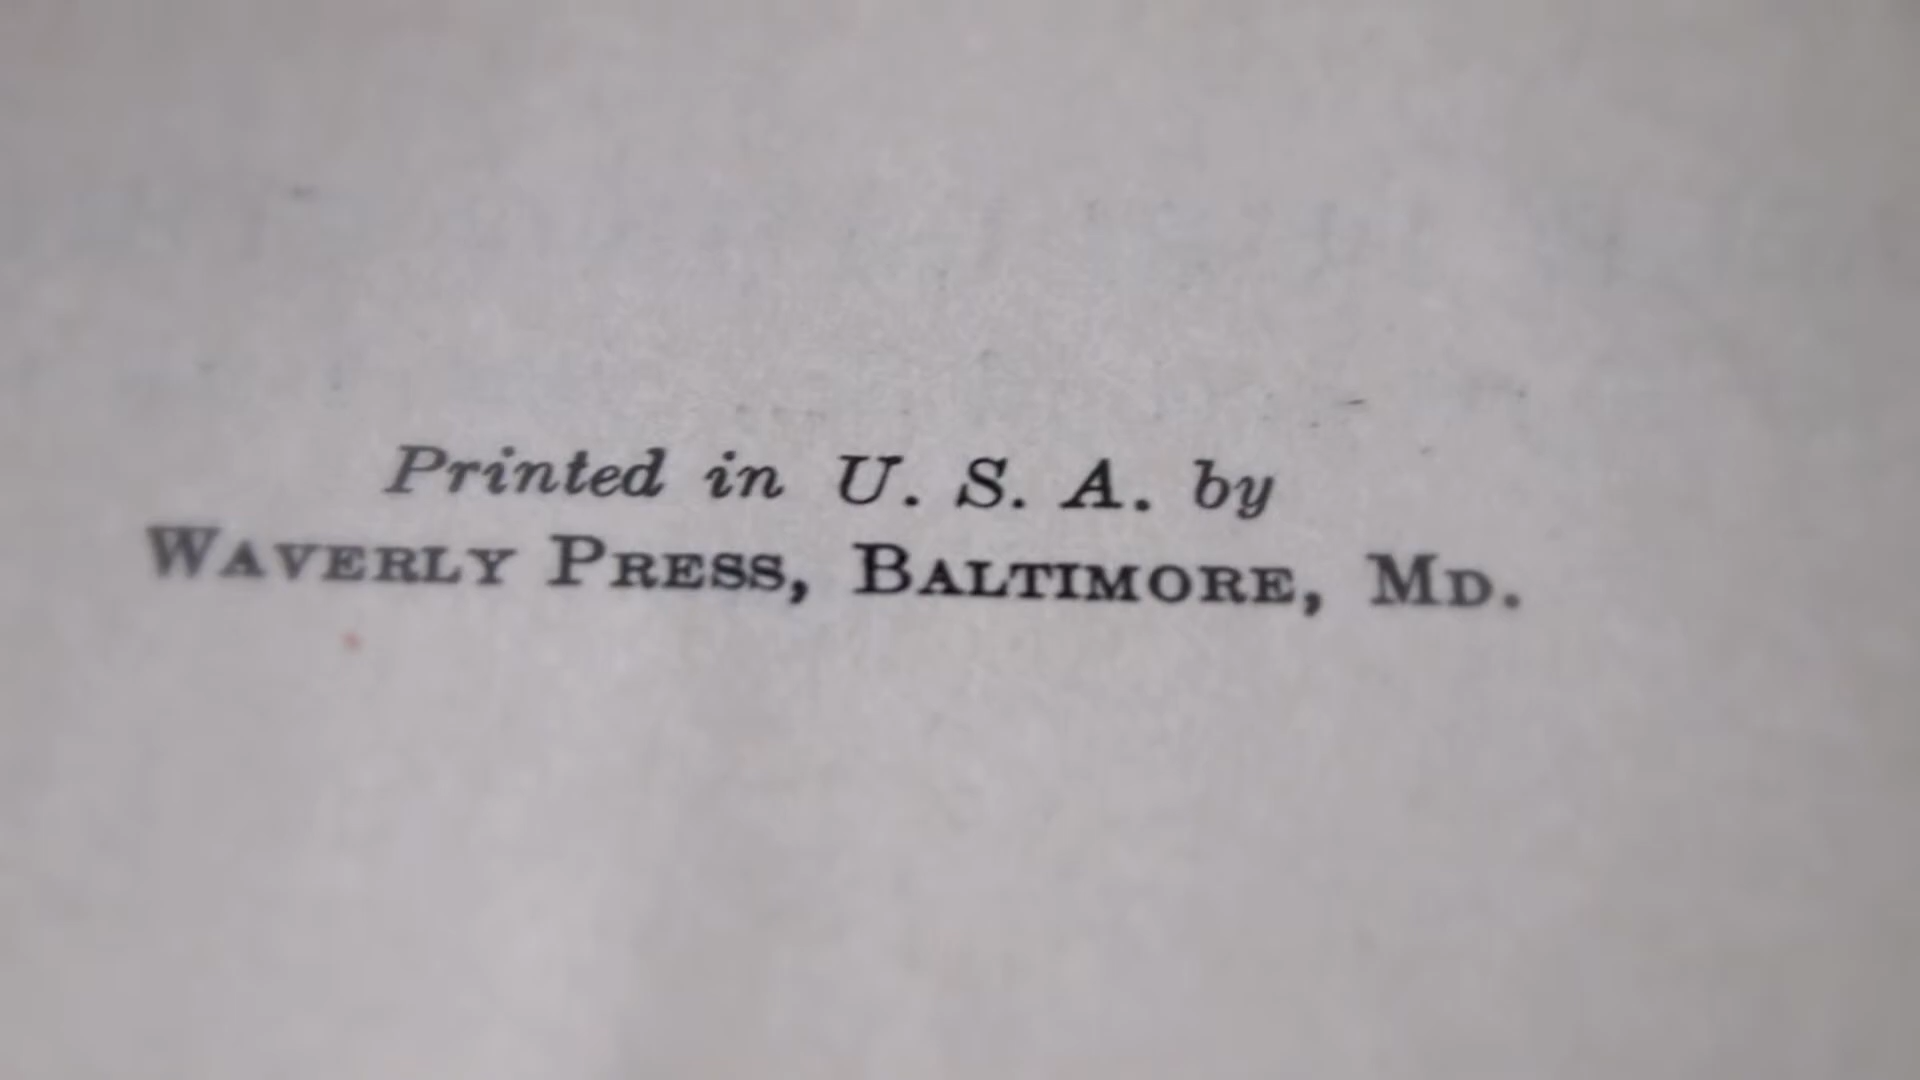 Printed in U. S. A. by
WAVERLY PRESS, BALTIMORE, MD.